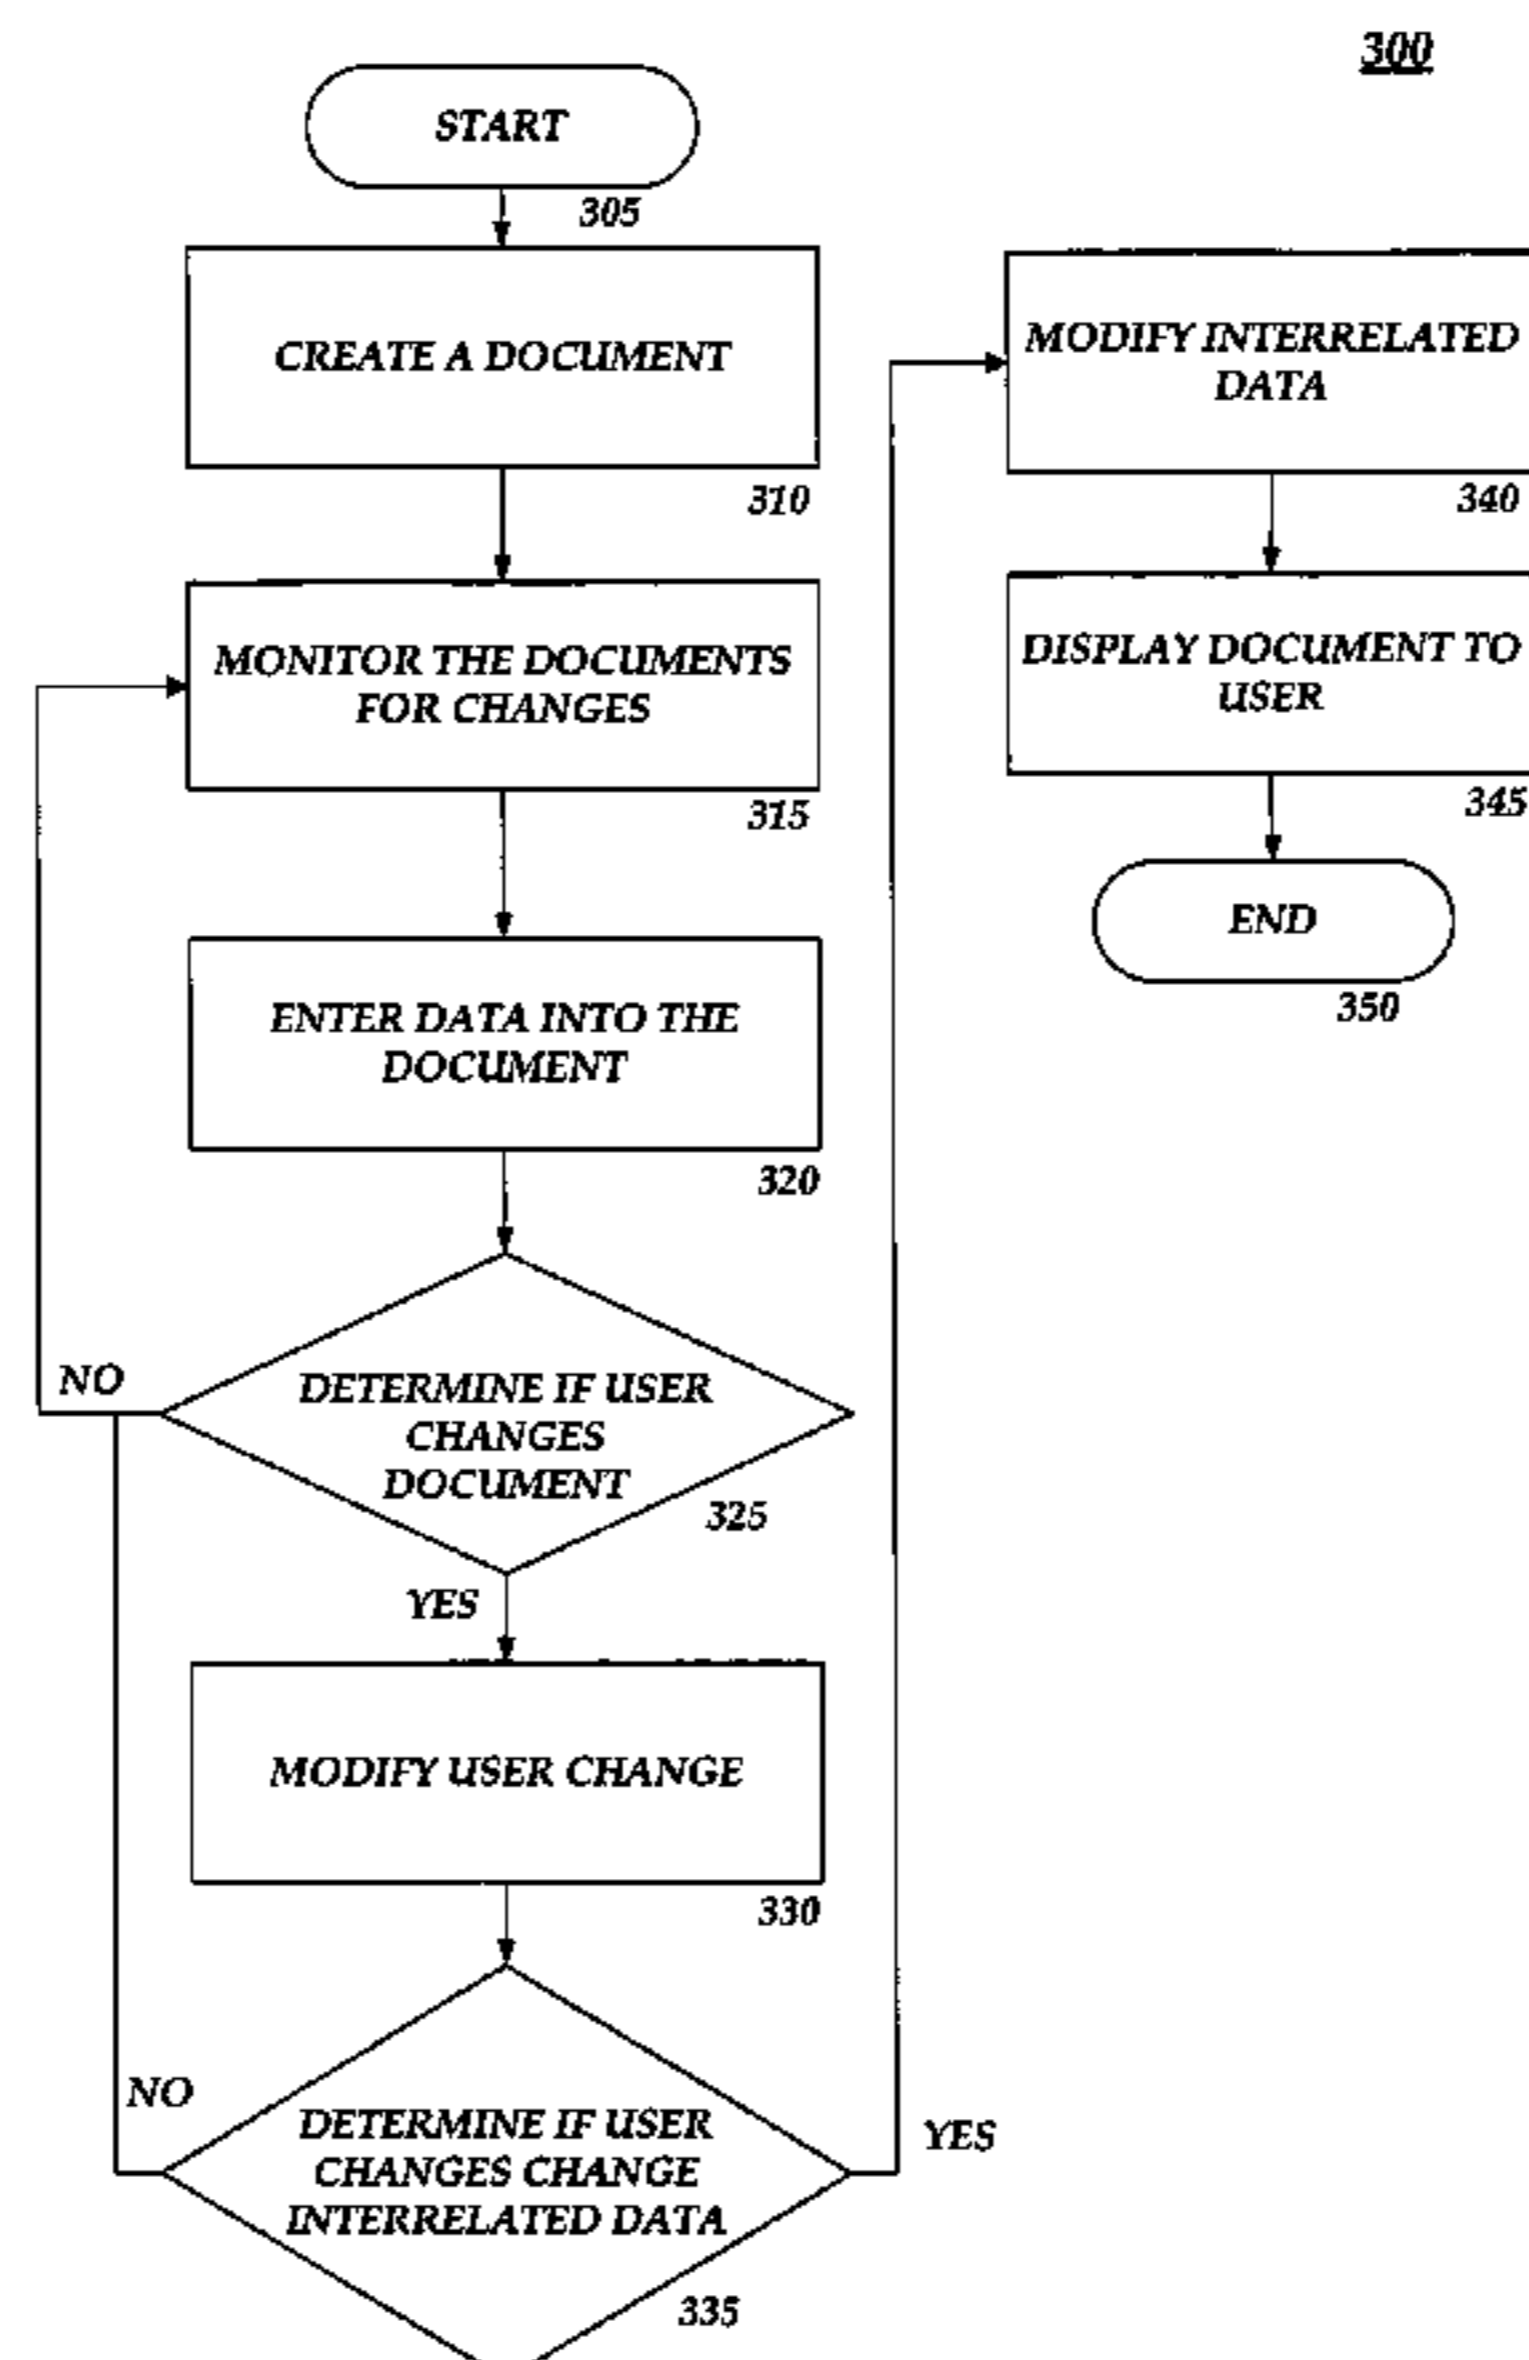 300
START
305
CREATE A DOCUMENT
310
MONITOR THE DOCUMENTS
FOR CHANGES
315
ENTER DATA INTO THE
DOCUMENT
320
NO
DETERMINE IF USER
CHANGES
DOCUMENT
325
YES
MODIFY USER CHANGE
330
NO
DETERMINE IF USER
CHANGES CHANGE
INTERRELATED DATA
335
YES
MODIFY INTERRELATED
DATA
340
DISPLAY DOCUMENT TO
USER
345
END
350